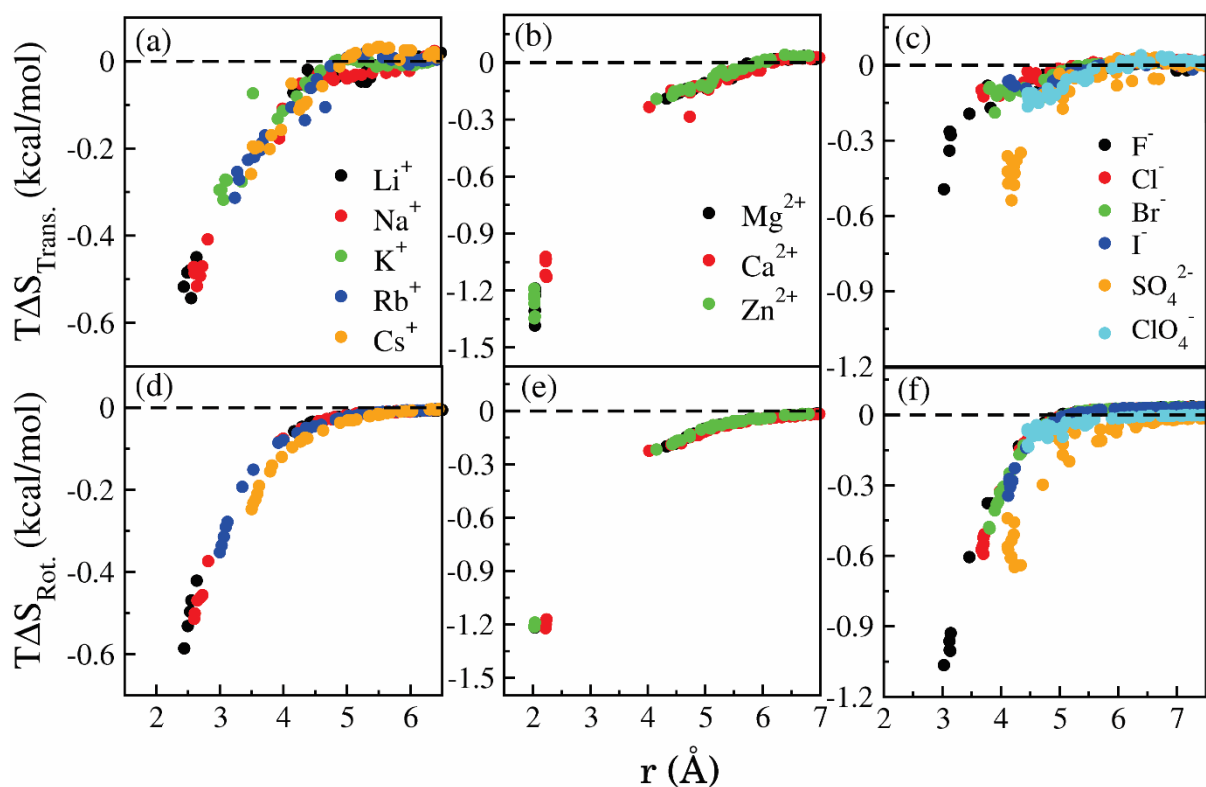 (a)
(b)
(c)
TΔS_Trans. (kcal/mol)
0
-0.2
-0.4
-0.6
Li⁺
Na⁺
K⁺
Rb⁺
Cs⁺
0
-0.3
-0.6
-0.9
-1.2
-1.5
Mg²⁺
Ca²⁺
Zn²⁺
0
-0.3
-0.6
-0.9
-1.2
F⁻
Cl⁻
Br⁻
I⁻
SO₄²⁻
ClO₄⁻
(d)
(e)
(f)
TΔS_Rot. (kcal/mol)
0
-0.2
-0.4
-0.6
0
-0.3
-0.6
-0.9
-1.2
-1.5
0
-0.3
-0.6
-0.9
-1.2
2 3 4 5 6
2 3 4 5 6 7
2 3 4 5 6 7
r (Å)